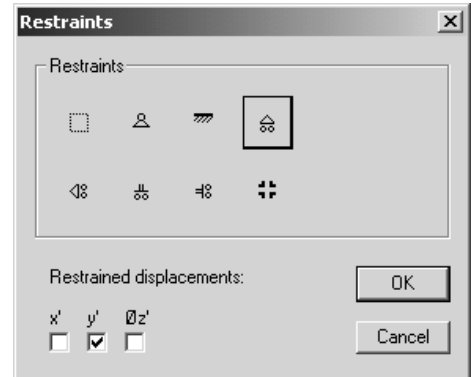 Restraints
Restraints
Restrained displacements:
x' y' Øz'
OK
Cancel